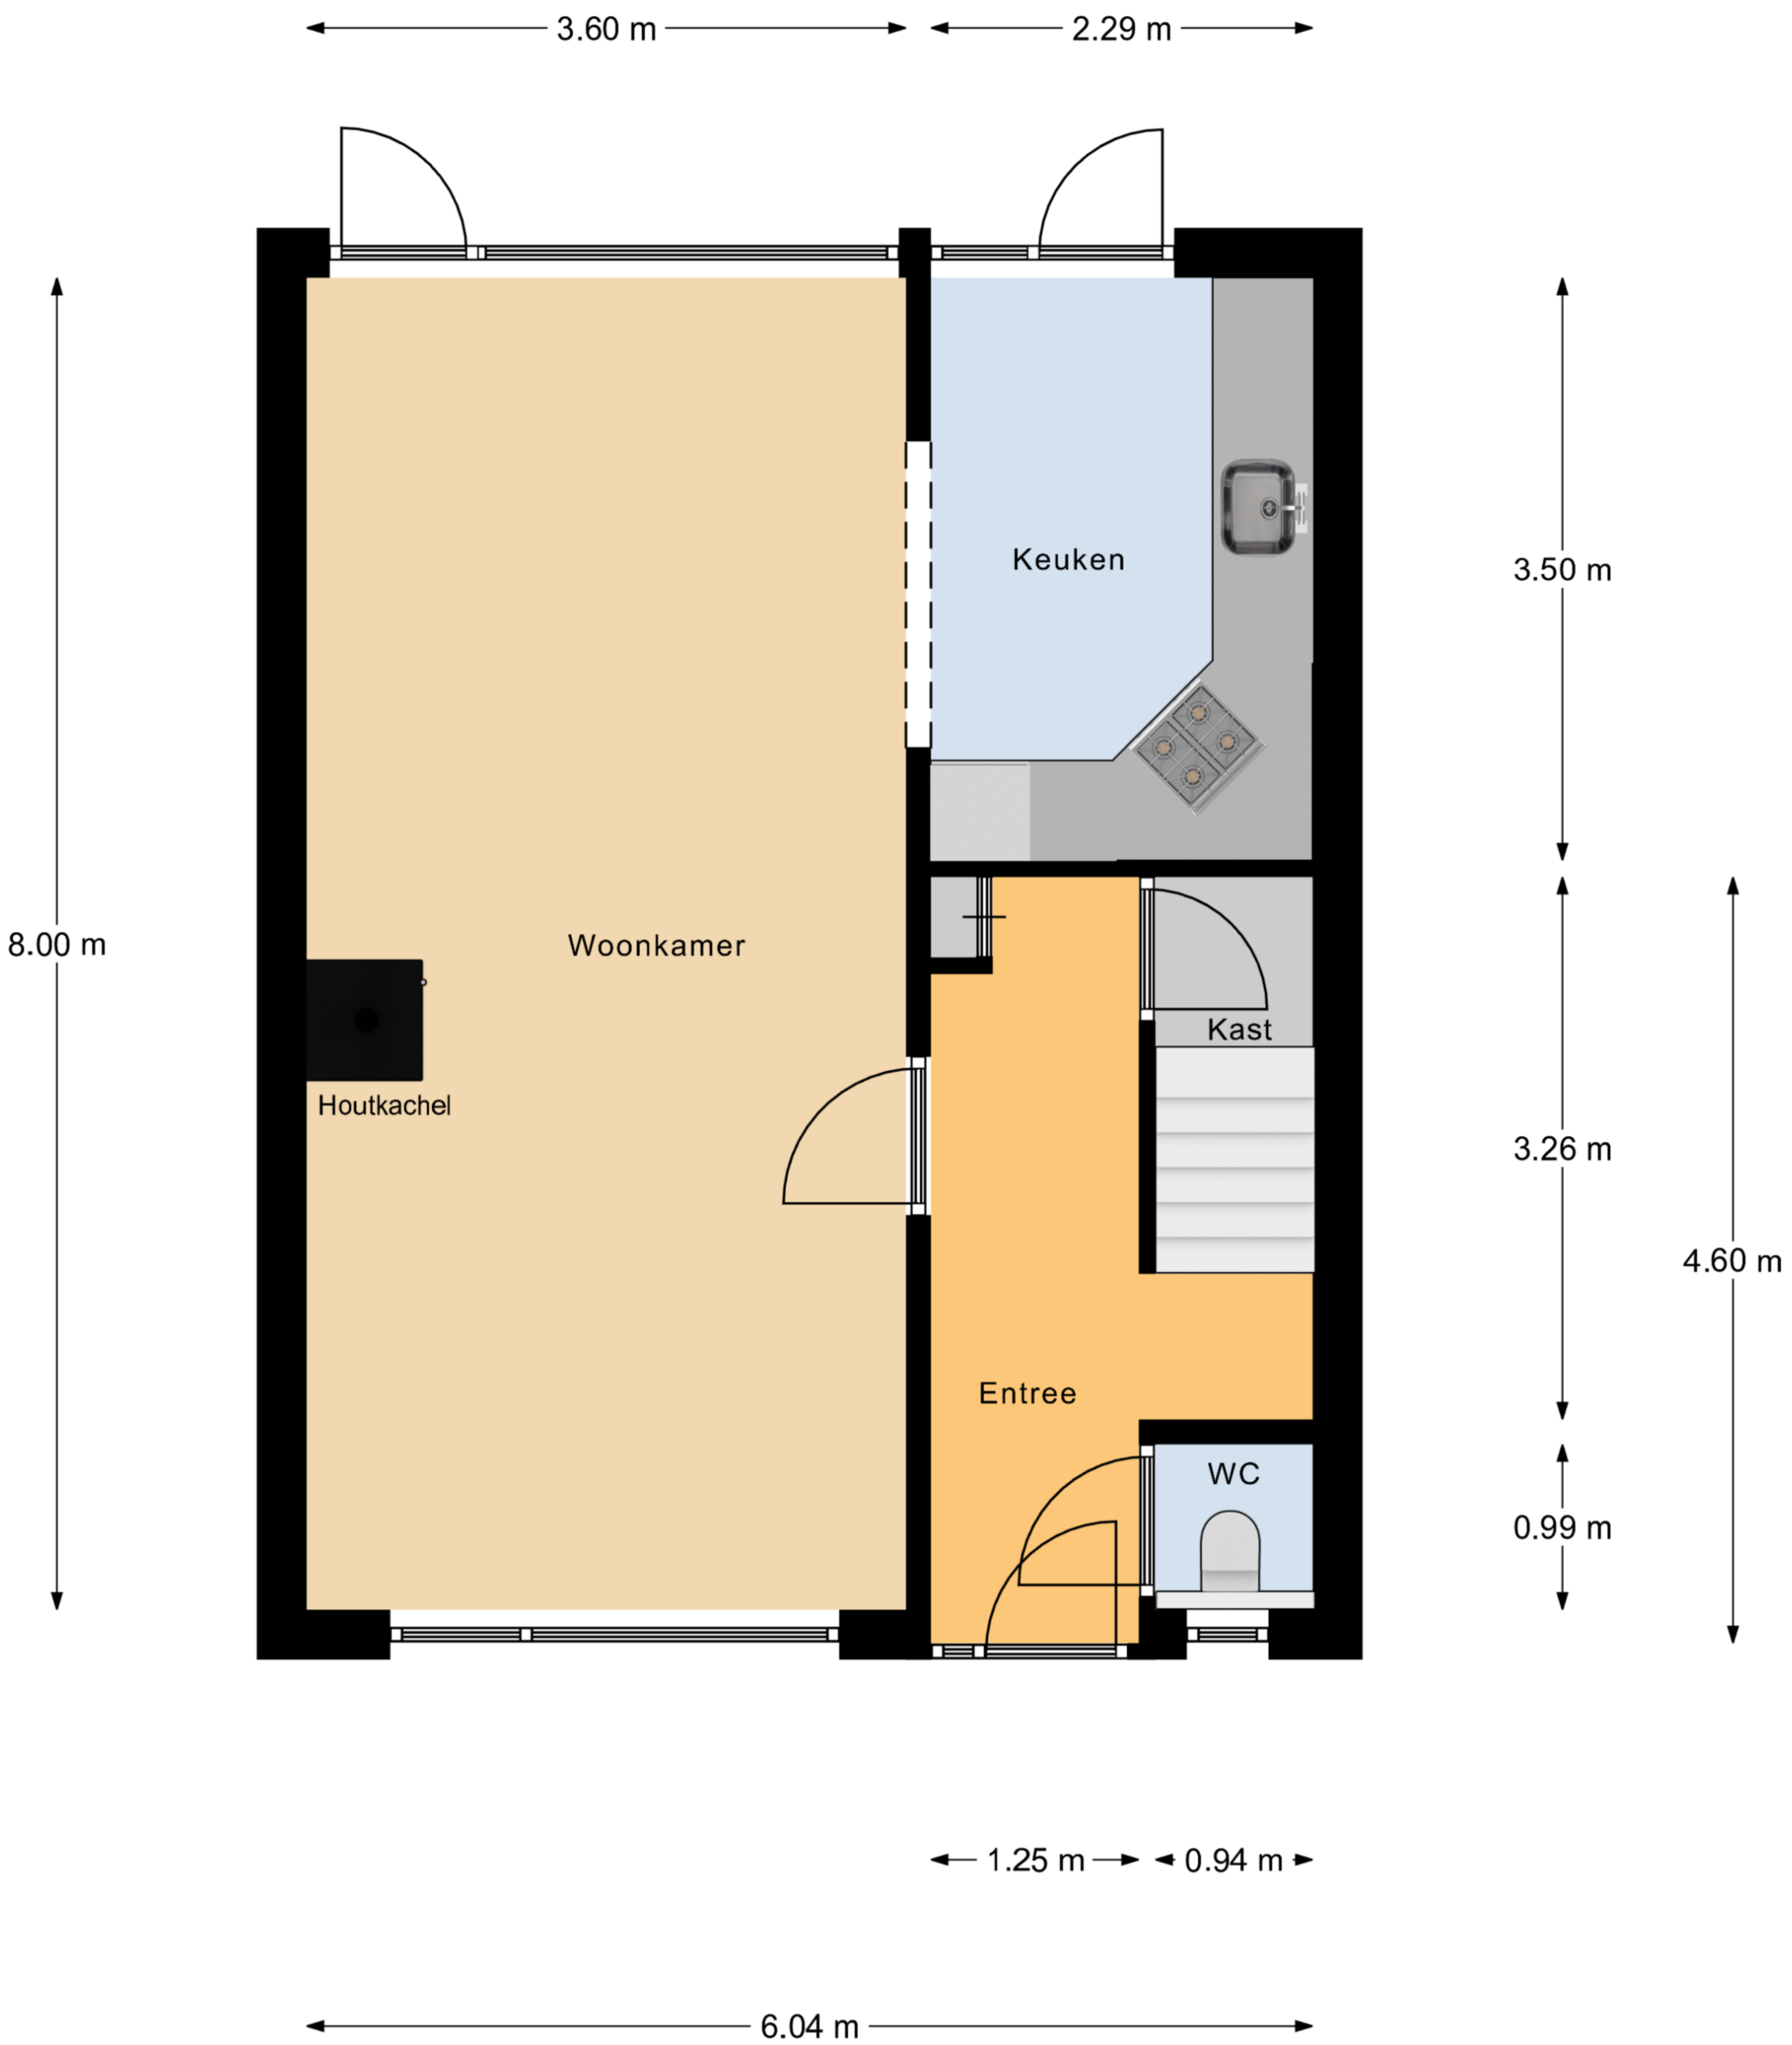 3.60 m
2.29 m
Keuken
3.50 m
8.00 m
Woonkamer
Kast
Houtkachel
3.26 m
4.60 m
Entree
WC
0.99 m
1.25 m
0.94 m
6.04 m